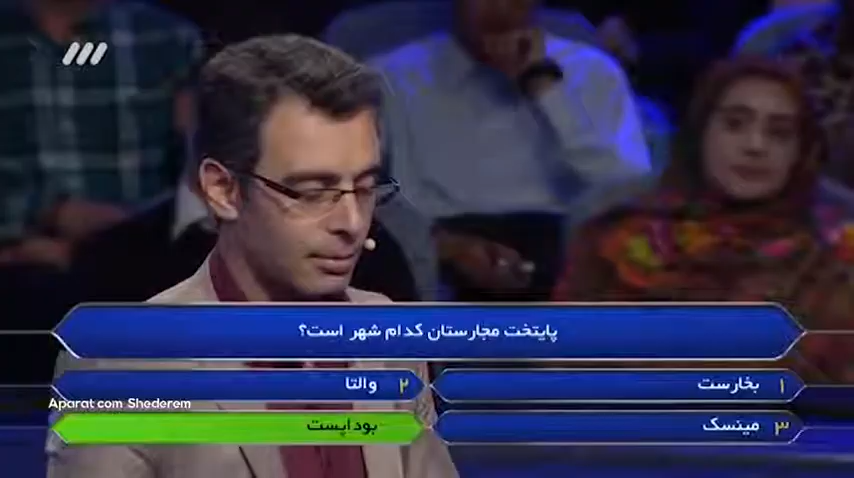 پایتخت مجارستان کدام شهر است؟
۱ بخارست
۲ والتا
۳ مینسک
بوداپست
Aparat com Shederem